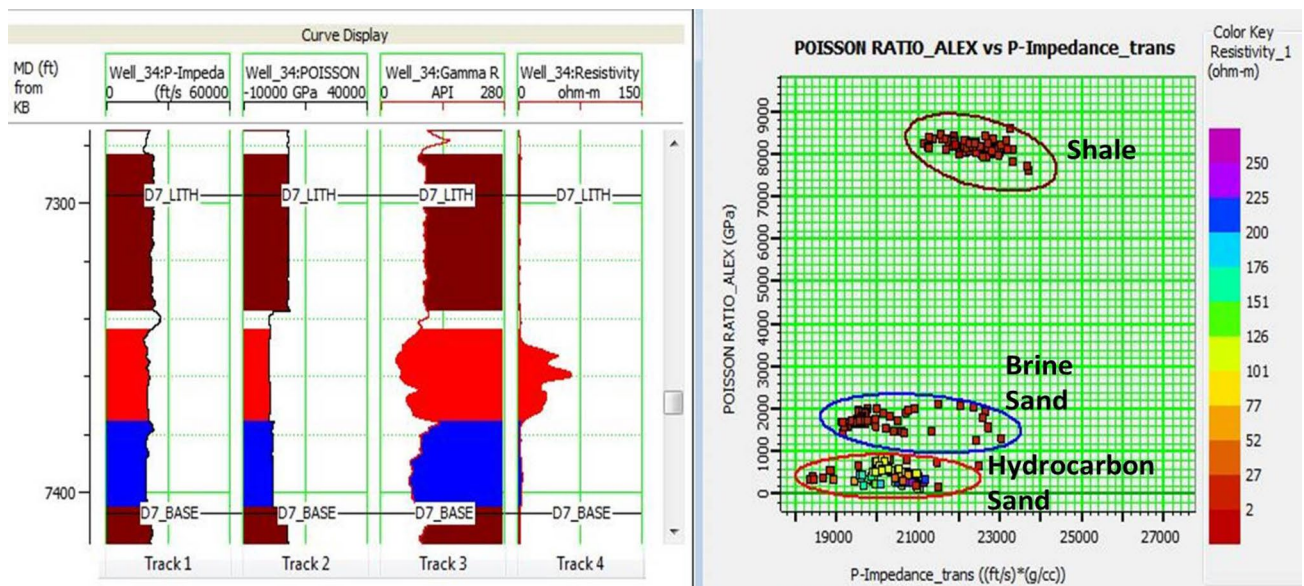 Curve Display
MD (ft)
from
KB
Well_34:P-Impeda
(ft/s 60000
Well_34:POISSON
-10000 GPa 40000
Well_34:Gamma R
0 API 280
Well_34:Resistivity
0 ohm-m 150
7300
7400
D7_LITH D7_LITH D7_LITH D7_LITH
D7_BASE D7_BASE D7_BASE D7_BASE
Track 1 Track 2 Track 3 Track 4
POISSON RATIO_ALEX vs P-Impedance_trans
POISSON RATIO_ALEX (GPa)
9000
8000
7000
6000
5000
4000
3000
2000
1000
0
Shale
Brine
Sand
Hydrocarbon
Sand
19000 21000 23000 25000 27000
P-Impedance_trans ((ft/s)*(g/cc))
Color Key
Resistivity_1
(ohm-m)
250
225
200
176
151
126
101
77
52
27
2